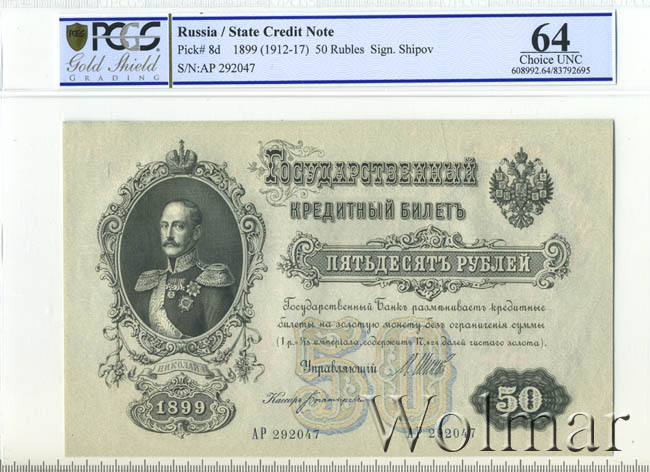 PCGS
Gold Shield
GRADING
Russia / State Credit Note
Pick# 8d 1899 (1912-17) 50 Rubles Sign. Shipov
S/N:AP 292047
64
Choice UNC
608992.64/83792695
Государственный
кредитный билетъ
ПЯТЬДЕСЯТЪ РУБЛЕЙ
Государственный Банкъ размѣниваетъ кредитные
билеты на золотую монету безъ ограниченія суммы
(1 р.= 1/15 имперіала, содержитъ 17,424 долей чистаго золота).
Управляющій
Кассиръ
50
НИКОЛАЙ I
1899
50
АР 292047
АР 292047
Wolmar